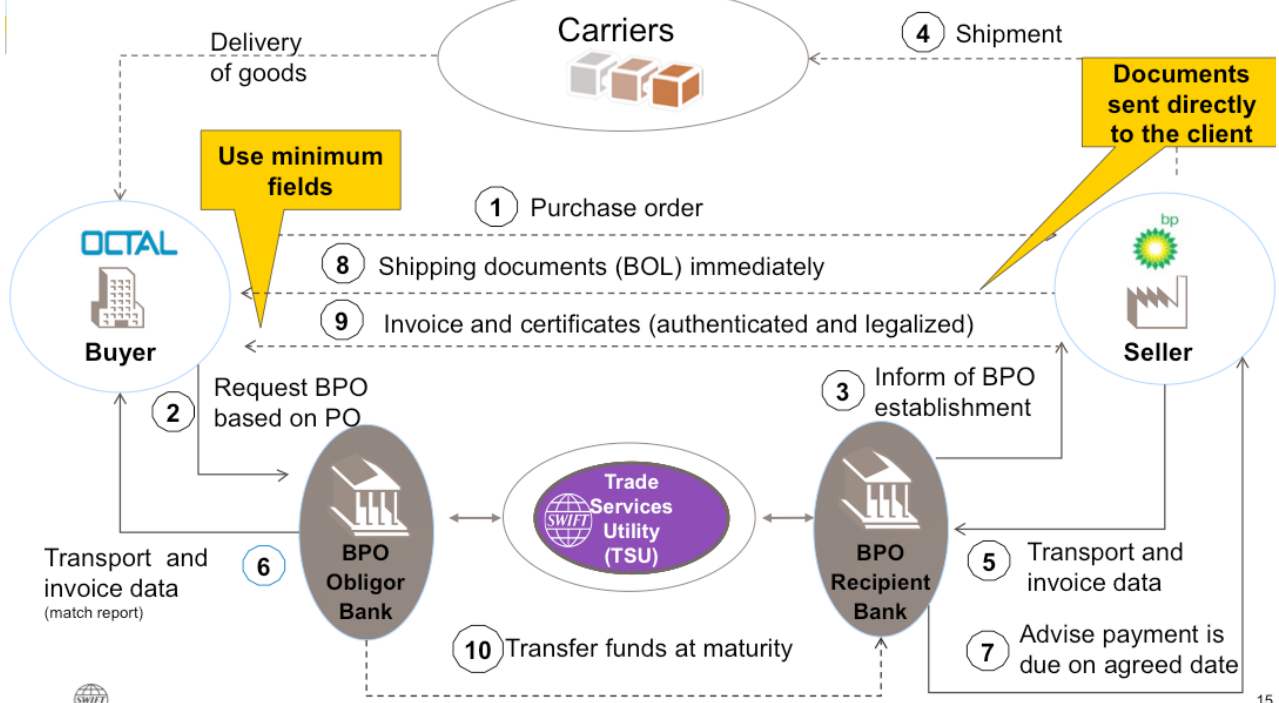 Carriers
4 Shipment
Delivery
of goods
Documents
sent directly
to the client
Use minimum
fields
1 Purchase order
bp
OCTAL
8 Shipping documents (BOL) immediately
9 Invoice and certificates (authenticated and legalized)
Buyer
Seller
2 Request BPO
based on PO
3 Inform of BPO
establishment
Trade
Services
Utility
(TSU)
SWIFT
BPO
Obligor
Bank
BPO
Recipient
Bank
Transport and
invoice data
(match report)
6
5 Transport and
invoice data
10 Transfer funds at maturity
7 Advise payment is
due on agreed date
SWIFT
15